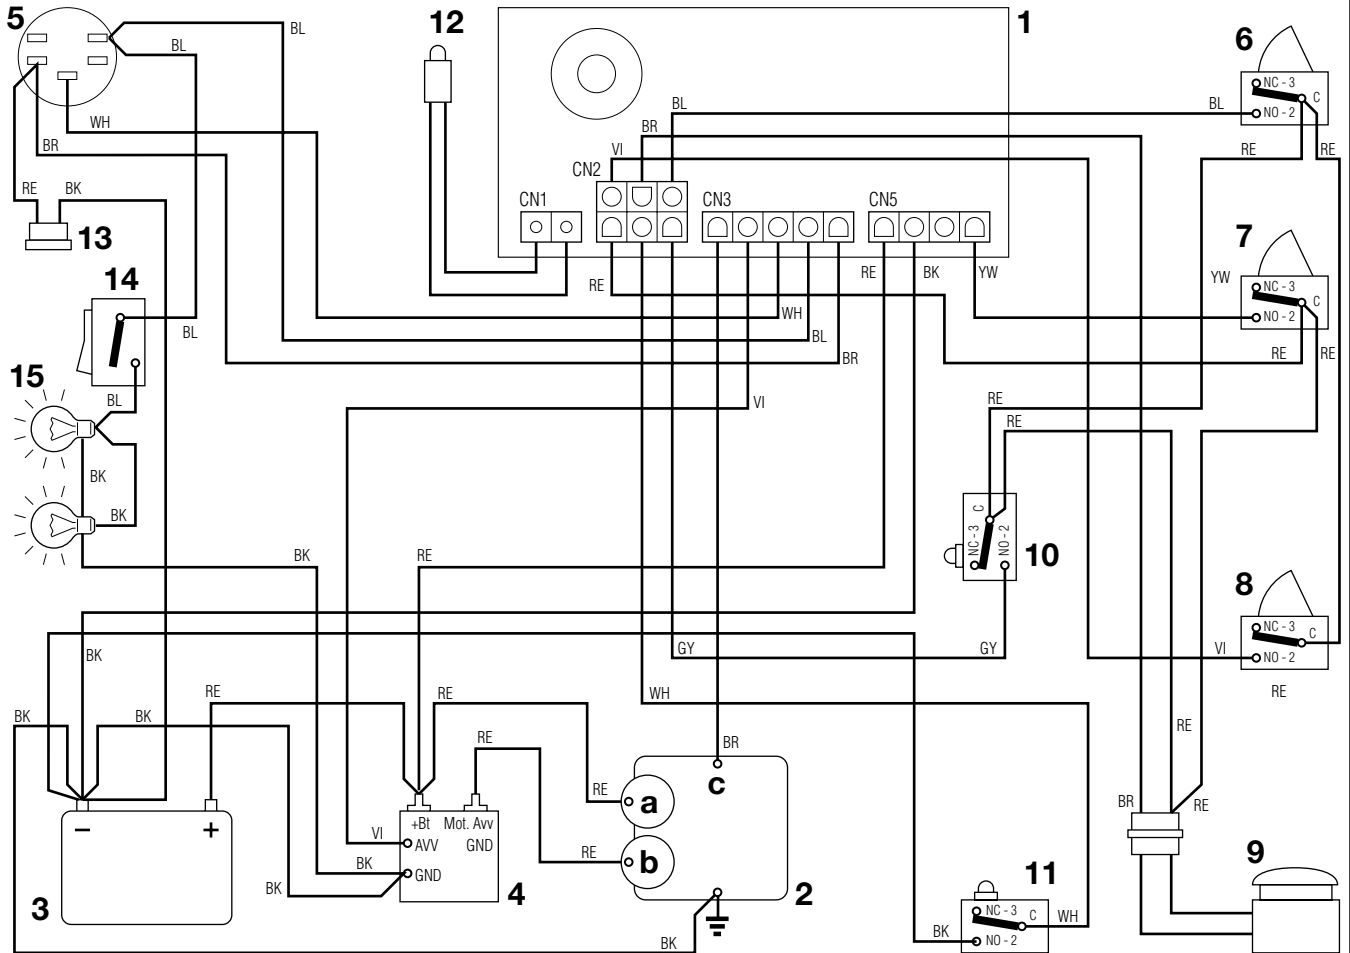 5
BL
12
1
6
BL
NC - 3
C
NO - 2
BL
BL
WH
BR
BR
VI
RE
RE
CN2
RE
BK
CN1
CN3
CN5
13
7
14
RE
RE
BK
YW
YW
NC - 3
C
NO - 2
WH
BL
BL
BR
RE
RE
15
BL
VI
RE
RE
BK
BK
C
NC - 3
NO - 2
10
BK
RE
8
NC - 3
C
NO - 2
BK
GY
GY
VI
RE
RE
RE
WH
BK
BK
RE
RE
BR
c
RE
a
BR
RE
+Bt
Mot. Avv
VI
AVV
GND
−
+
RE
b
BK
GND
BK
3
4
2
11
9
NC - 3
C
WH
NO - 2
BK
BK